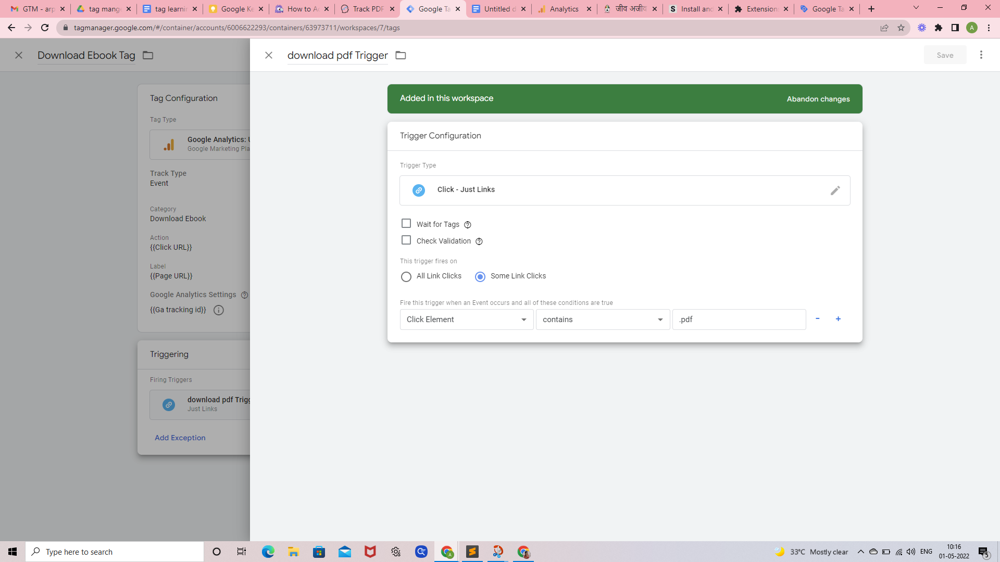 GTM - arp
tag mang
tag learnin
Google Ke
How to A
Track PDF
Google Ta
Untitled d
Analytics
जीव अजीव
Install and
Extension
Google Ta
tagmanager.google.com/#/container/accounts/6006622293/containers/63973711/workspaces/7/tags
A
Download Ebook Tag
download pdf Trigger
Save
Added in this workspace
Abandon changes
Tag Configuration
Tag Type
Google Analytics: U
Google Marketing Pla
Track Type
Event
Category
Download Ebook
Action
{{Click URL}}
Label
{{Page URL}}
Google Analytics Settings
{{Ga tracking id}}
Triggering
Firing Triggers
download pdf Trigg
Just Links
Add Exception
Trigger Configuration
Trigger Type
Click - Just Links
Wait for Tags
Check Validation
This trigger fires on
All Link Clicks
Some Link Clicks
Fire this trigger when an Event occurs and all of these conditions are true
Click Element
contains
.pdf
- +
Type here to search
33°C Mostly clear
ENG
10:16
01-05-2022
5